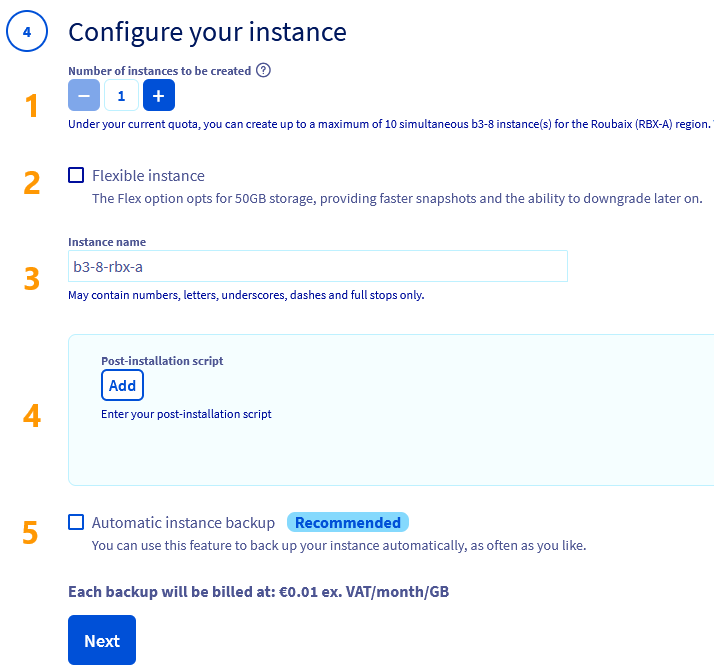 4
Configure your instance
Number of instances to be created ?
1
− 1 +
Under your current quota, you can create up to a maximum of 10 simultaneous b3-8 instance(s) for the Roubaix (RBX-A) region.
2
Flexible instance
The Flex option opts for 50GB storage, providing faster snapshots and the ability to downgrade later on.
Instance name
3
b3-8-rbx-a
May contain numbers, letters, underscores, dashes and full stops only.
Post-installation script
Add
4
Enter your post-installation script
5
Automatic instance backup Recommended
You can use this feature to back up your instance automatically, as often as you like.
Each backup will be billed at: €0.01 ex. VAT/month/GB
Next